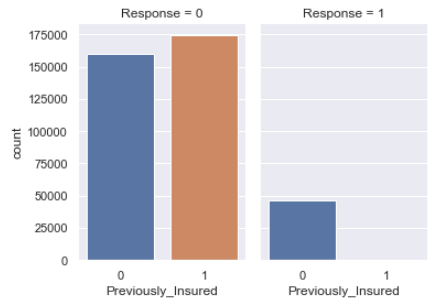 Response = 0 Response = 1
175000
150000
125000
100000
75000
50000
25000
0
count
0 1 0 1
Previously_Insured Previously_Insured